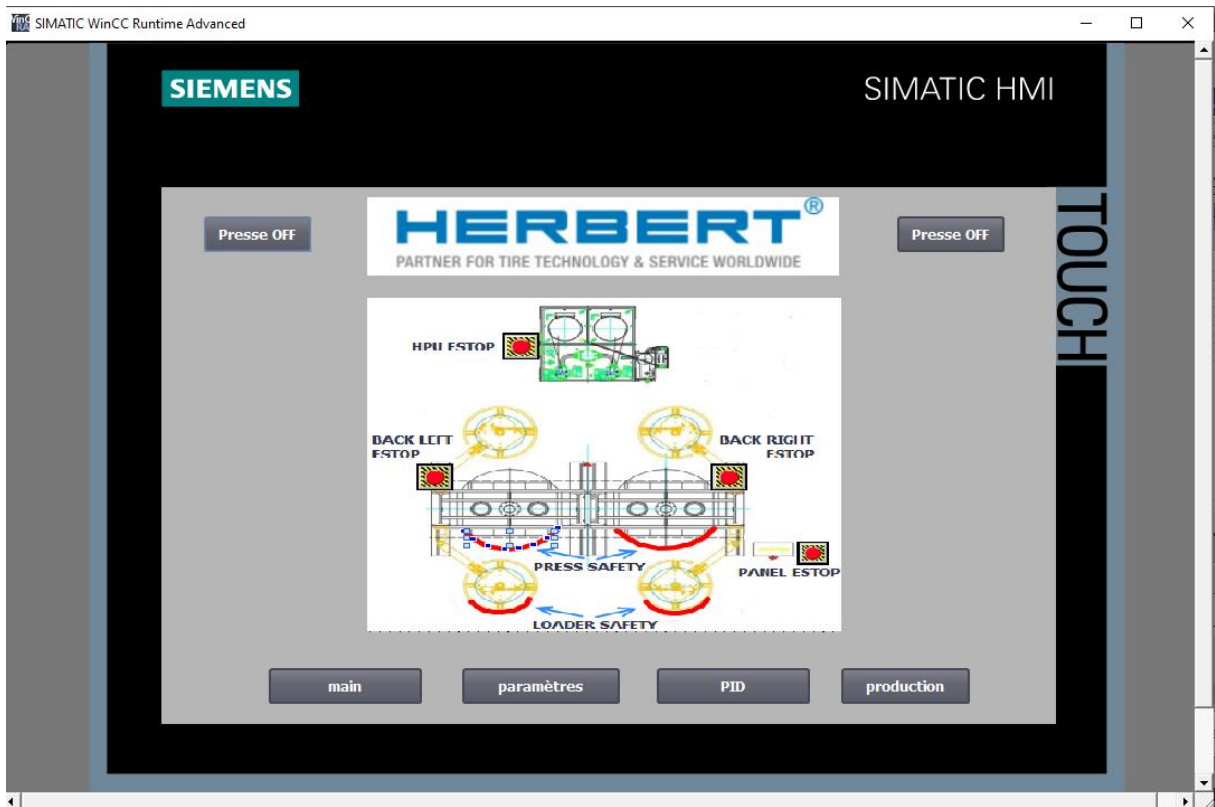 SIMATIC WinCC Runtime Advanced
SIEMENS
SIMATIC HMI
TOUCH
Presse OFF
HERBERT®
PARTNER FOR TIRE TECHNOLOGY & SERVICE WORLDWIDE
Presse OFF
HPU ESTOP
BACK LEFT
ESTOP
BACK RIGHT
ESTOP
PRESS SAFETY
PANEL ESTOP
LOADER SAFETY
main
paramètres
PID
production